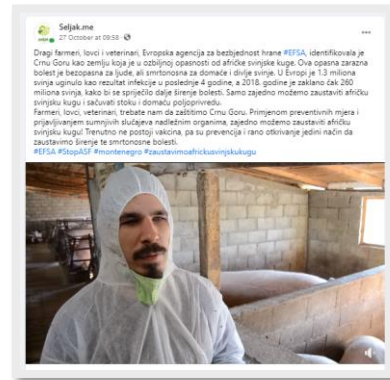 Seljak.me
27 October at 09:58 ·
Dragi farmeri, lovci i veterinari, Evropska agencija za bezbjednost hrane #EFSA, identifikovala je
Crnu Goru kao zemlju koja je u ozbiljnoj opasnosti od afričke svinjske kuge. Ova opasna zarazna
bolest je bezopasna za ljude, ali smrtonosna za domaće i divlje svinje. U Evropi je 1.3 miliona
svinja uginulo kao rezultat infekcije u poslednje 4 godine, a 2018. godine je zaklano čak 260
miliona svinja, kako bi se spriječilo dalje širenje bolesti. Samo zajedno možemo zaustaviti afričku
svinjsku kugu i sačuvati stoku i domaću poljoprivredu.
Farmeri, lovci, veterinari, trebate nam da zaštitimo Crnu Goru. Primjenom preventivnih mjera i
prijavljivanjem sumnjivih slučajeva nadležnim organima, zajedno možemo zaustaviti afričku
svinjsku kugu! Trenutno ne postoji vakcina, pa su prevencija i rano otkrivanje jedini način da
zaustavimo širenje te smrtonosne bolesti.
#EFSA #StopASF #montenegro #zaustavimoafrickusvinjskukugu